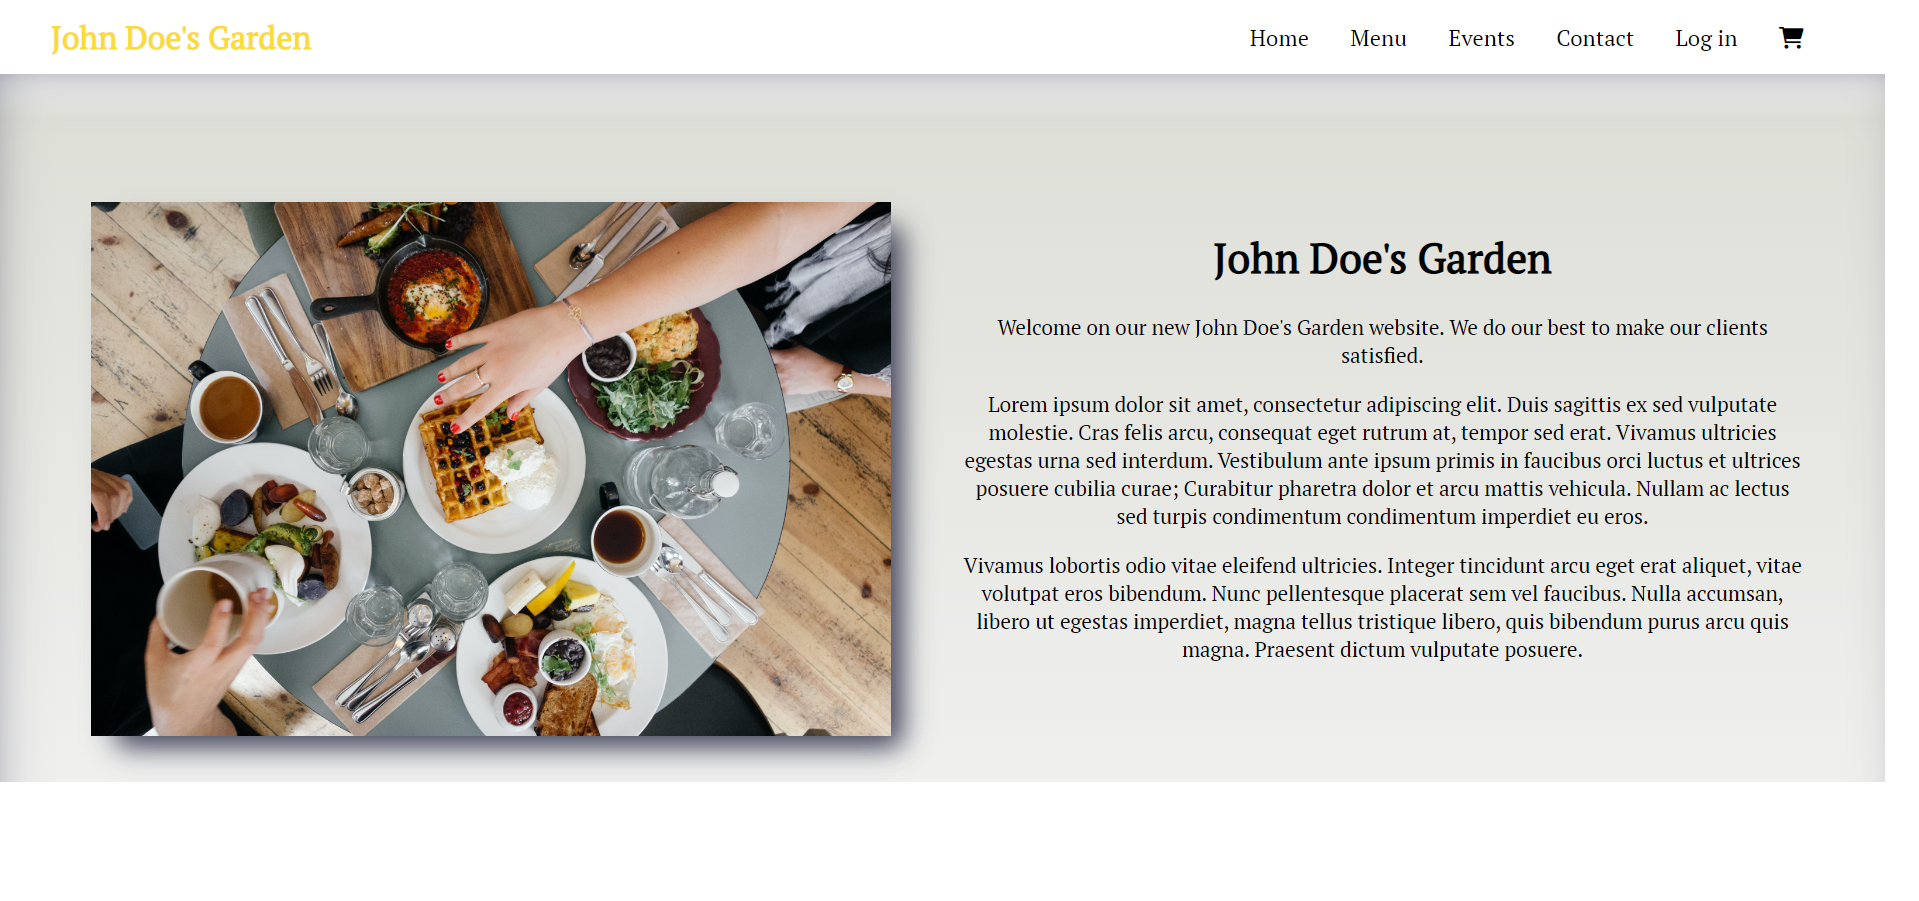 John Doe's Garden
Home Menu Events Contact Log in
John Doe's Garden
Welcome on our new John Doe's Garden website. We do our best to make our clients
satisfied.
Lorem ipsum dolor sit amet, consectetur adipiscing elit. Duis sagittis ex sed vulputate
molestie. Cras felis arcu, consequat eget rutrum at, tempor sed erat. Vivamus ultricies
egestas urna sed interdum. Vestibulum ante ipsum primis in faucibus orci luctus et ultrices
posuere cubilia curae; Curabitur pharetra dolor et arcu mattis vehicula. Nullam ac lectus
sed turpis condimentum condimentum imperdiet eu eros.
Vivamus lobortis odio vitae eleifend ultricies. Integer tincidunt arcu eget erat aliquet, vitae
volutpat eros bibendum. Nunc pellentesque placerat sem vel faucibus. Nulla accumsan,
libero ut egestas imperdiet, magna tellus tristique libero, quis bibendum purus arcu quis
magna. Praesent dictum vulputate posuere.